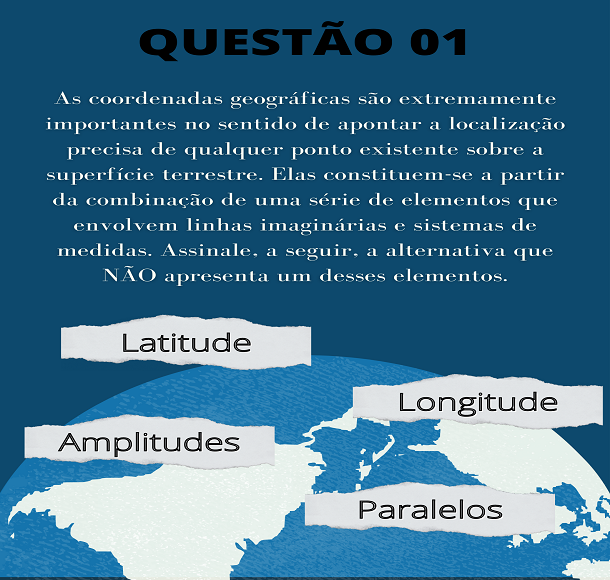 QUESTÃO 01
As coordenadas geográficas são extremamente
importantes no sentido de apontar a localização
precisa de qualquer ponto existente sobre a
superfície terrestre. Elas constituem-se a partir
da combinação de uma série de elementos que
envolvem linhas imaginárias e sistemas de
medidas. Assinale, a seguir, a alternativa que
NÃO apresenta um desses elementos.
Latitude
Longitude
Amplitudes
Paralelos